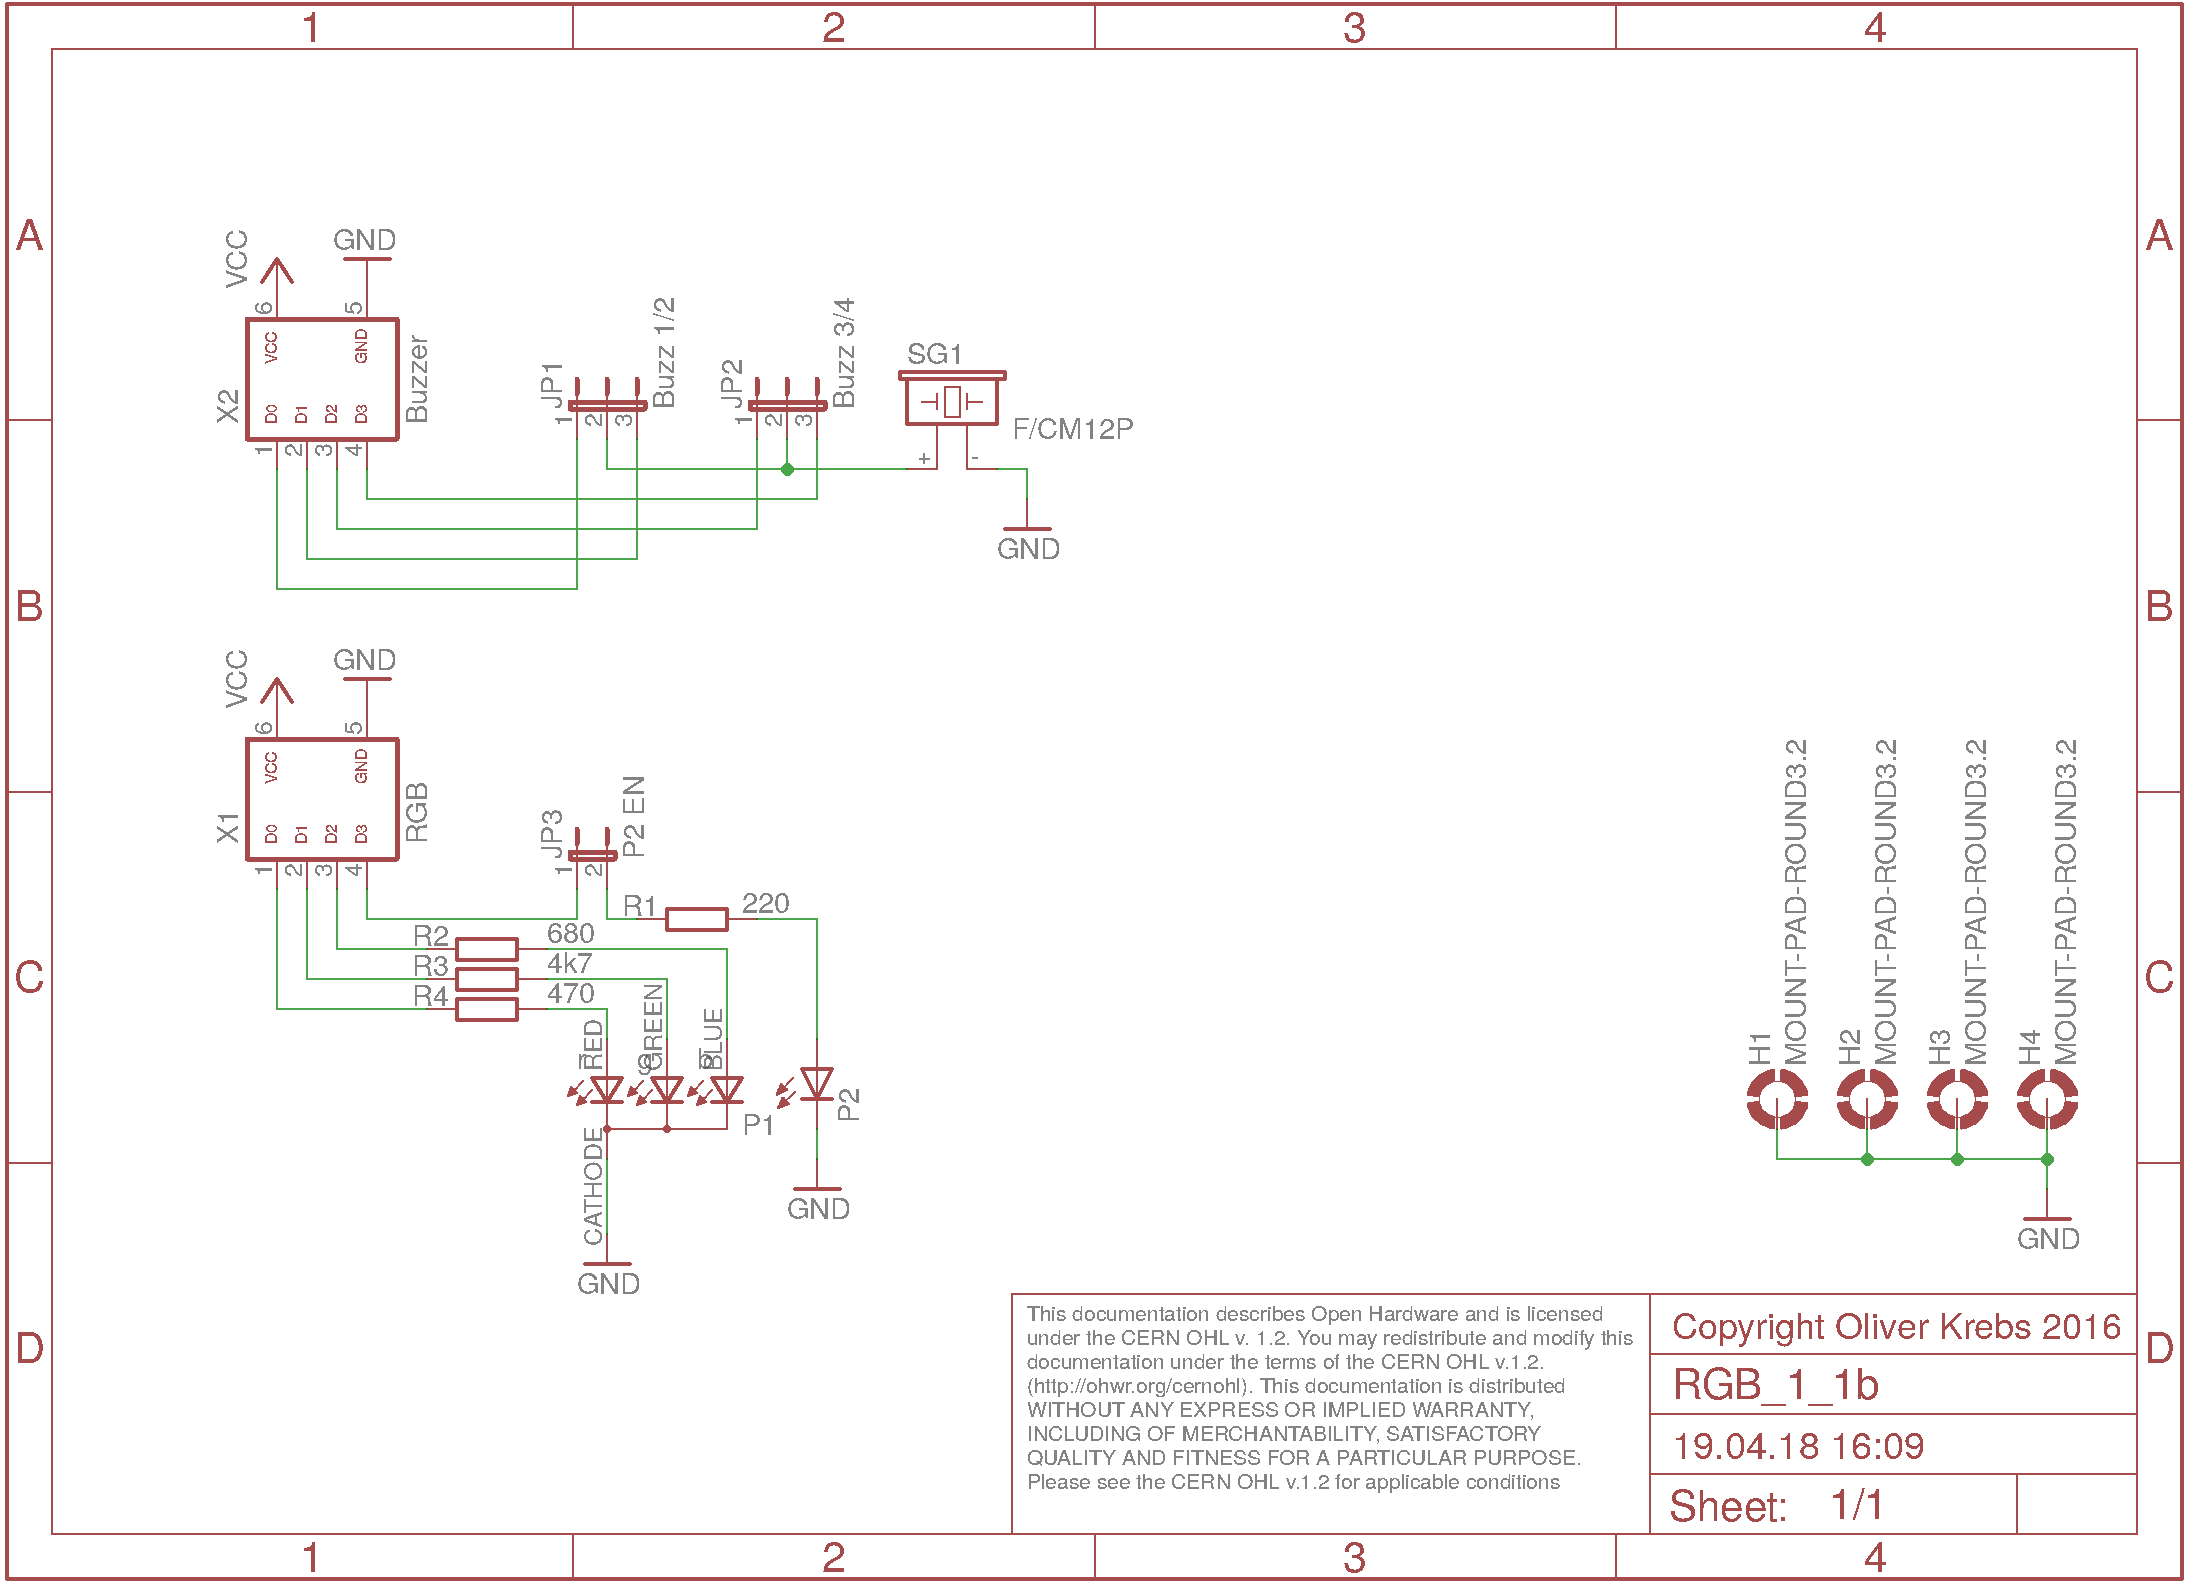 1 2 3 4
A A
VCC GND
6 5
VCC GND
X2 D0 D1 D2 D3 Buzzer
1 2 3 4
JP1 Buzz 1/2
1 2 3
JP2 Buzz 3/4
1 2 3
SG1
F/CM12P
+ -
GND
B B
VCC GND
6 5
VCC GND
X1 D0 D1 D2 D3 RGB
1 2 3 4
JP3 P2 EN
1 2
R1 220
R2 680
R3 4k7
R4 470
RED GREEN BLUE
P1
P2
CATHODE
GND
GND
C C
H1 MOUNT-PAD-ROUND3.2
H2 MOUNT-PAD-ROUND3.2
H3 MOUNT-PAD-ROUND3.2
H4 MOUNT-PAD-ROUND3.2
GND
D D
This documentation describes Open Hardware and is licensed
under the CERN OHL v. 1.2. You may redistribute and modify this
documentation under the terms of the CERN OHL v.1.2.
(http://ohwr.org/cernohl). This documentation is distributed
WITHOUT ANY EXPRESS OR IMPLIED WARRANTY,
INCLUDING OF MERCHANTABILITY, SATISFACTORY
QUALITY AND FITNESS FOR A PARTICULAR PURPOSE.
Please see the CERN OHL v.1.2 for applicable conditions
Copyright Oliver Krebs 2016
RGB_1_1b
19.04.18 16:09
Sheet: 1/1
1 2 3 4